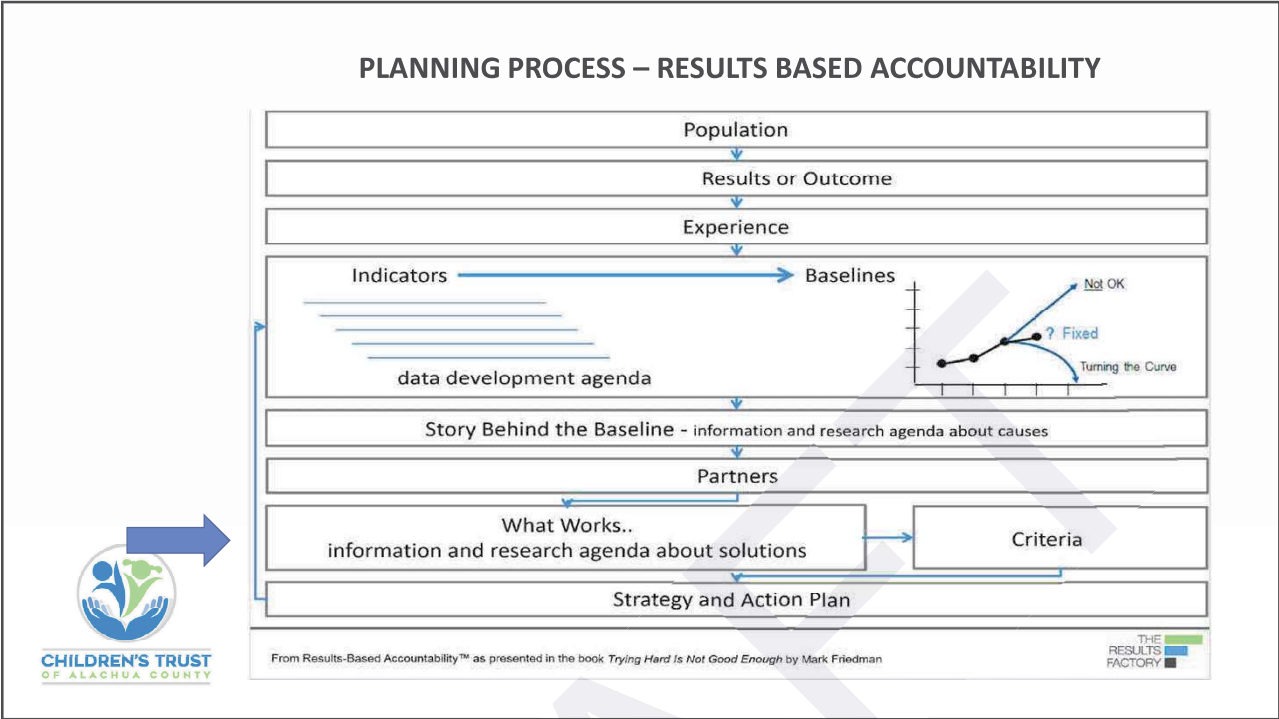 PLANNING PROCESS – RESULTS BASED ACCOUNTABILITY
Population
Results or Outcome
Experience
Indicators
Baselines
Not OK
? Fixed
Turning the Curve
data development agenda
Story Behind the Baseline - information and research agenda about causes
Partners
What Works..
information and research agenda about solutions
Criteria
Strategy and Action Plan
From Results-Based Accountability™ as presented in the book Trying Hard Is Not Good Enough by Mark Friedman
THE
RESULTS
FACTORY
CHILDREN'S TRUST
OF ALACHUA COUNTY